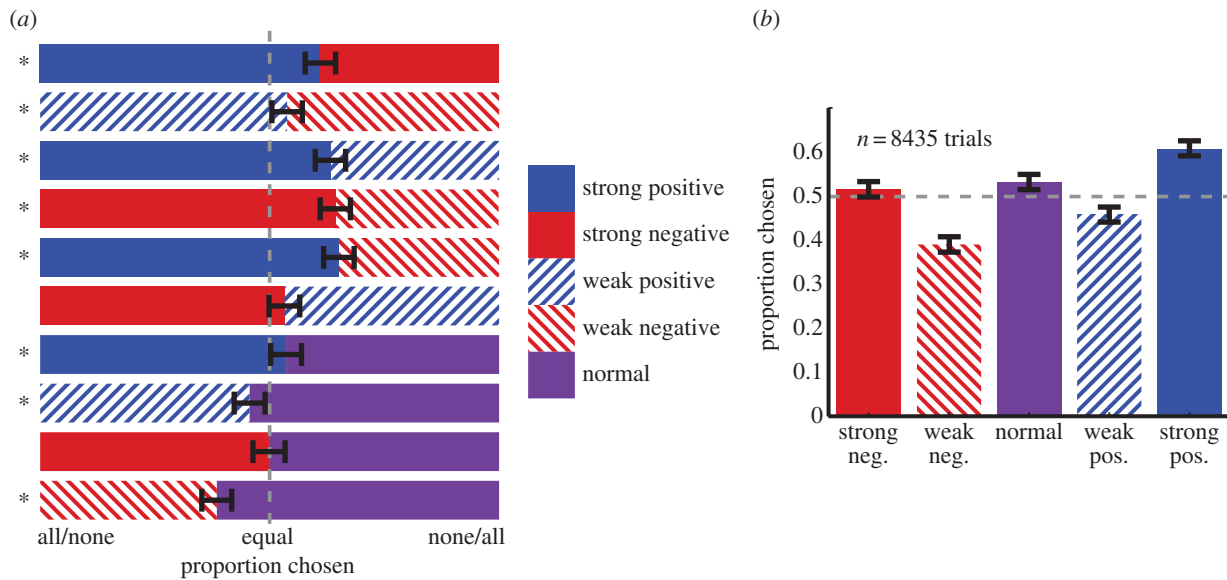 (a)
*
*
*
*
*
*
*
*
all/none equal none/all
proportion chosen
strong positive
strong negative
weak positive
weak negative
normal
(b)
n = 8435 trials
proportion chosen
0.6
0.5
0.4
0.3
0.2
0.1
0
strong neg.
weak neg.
normal
weak pos.
strong pos.